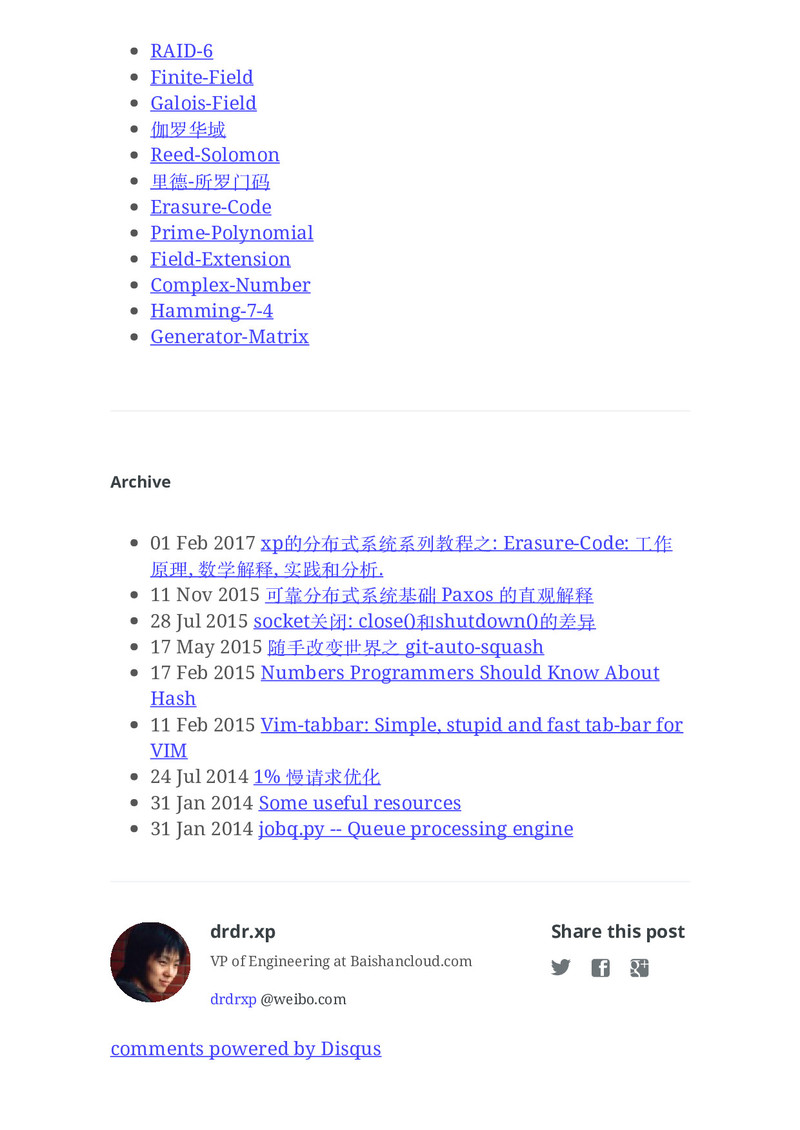 RAID-6
Finite-Field
Galois-Field
伽罗华域
Reed-Solomon
里德-所罗门码
Erasure-Code
Prime-Polynomial
Field-Extension
Complex-Number
Hamming-7-4
Generator-Matrix
Archive
01 Feb 2017 xp的分布式系统系列教程之: Erasure-Code: 工作
原理, 数学解释, 实践和分析.
11 Nov 2015 可靠分布式系统基础 Paxos 的直观解释
28 Jul 2015 socket关闭: close()和shutdown()的差异
17 May 2015 随手改变世界之 git-auto-squash
17 Feb 2015 Numbers Programmers Should Know About
Hash
11 Feb 2015 Vim-tabbar: Simple, stupid and fast tab-bar for
VIM
24 Jul 2014 1% 慢请求优化
31 Jan 2014 Some useful resources
31 Jan 2014 jobq.py -- Queue processing engine
drdr.xp
VP of Engineering at Baishancloud.com
drdrxp @weibo.com
Share this post
comments powered by Disqus